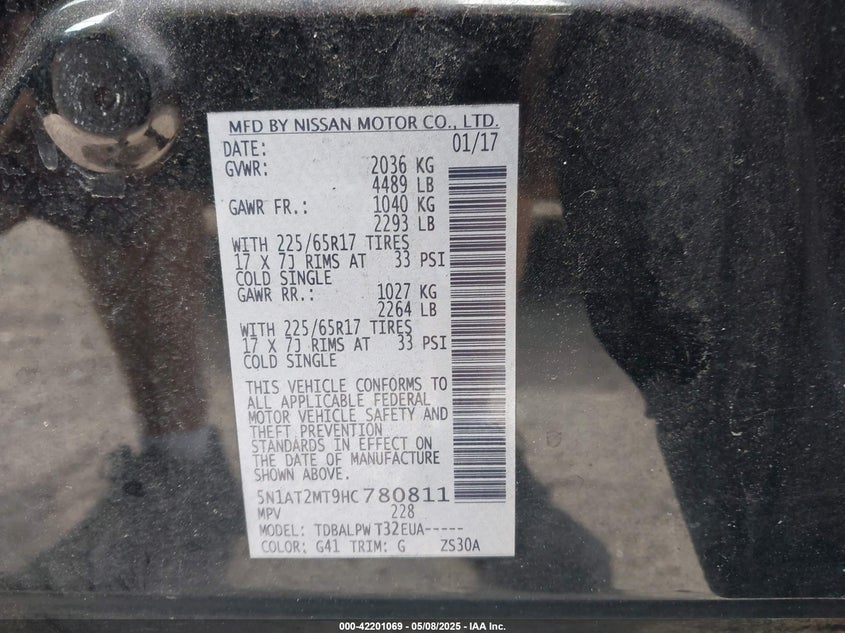 MFD BY NISSAN MOTOR CO., LTD.
DATE: 01/17
GVWR: 2036 KG
4489 LB
GAWR FR.: 1040 KG
2293 LB
WITH 225/65R17 TIRES
17 X 7J RIMS AT 33 PSI
COLD SINGLE
GAWR RR.: 1027 KG
2264 LB
WITH 225/65R17 TIRES
17 X 7J RIMS AT 33 PSI
COLD SINGLE
THIS VEHICLE CONFORMS TO
ALL APPLICABLE FEDERAL
MOTOR VEHICLE SAFETY AND
THEFT PREVENTION
STANDARDS IN EFFECT ON
THE DATE OF MANUFACTURE
SHOWN ABOVE.
5N1AT2MT9HC780811
MPV 228
MODEL: TDBALPW T32EUA-----
COLOR: G41 TRIM: G ZS30A
000-42201069 - 05/08/2025 - IAA Inc.